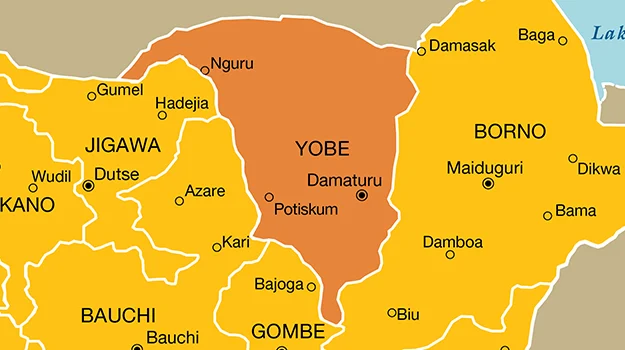 Lak
Baga
Damasak
Nguru
Gumel
Hadejia
JIGAWA
YOBE
BORNO
Wudil
Dutse
Maiduguri
Dikwa
KANO
Azare
Damaturu
Potiskum
Bama
Kari
Damboa
Bajoga
BAUCHI
Bauchi
GOMBE
Biu